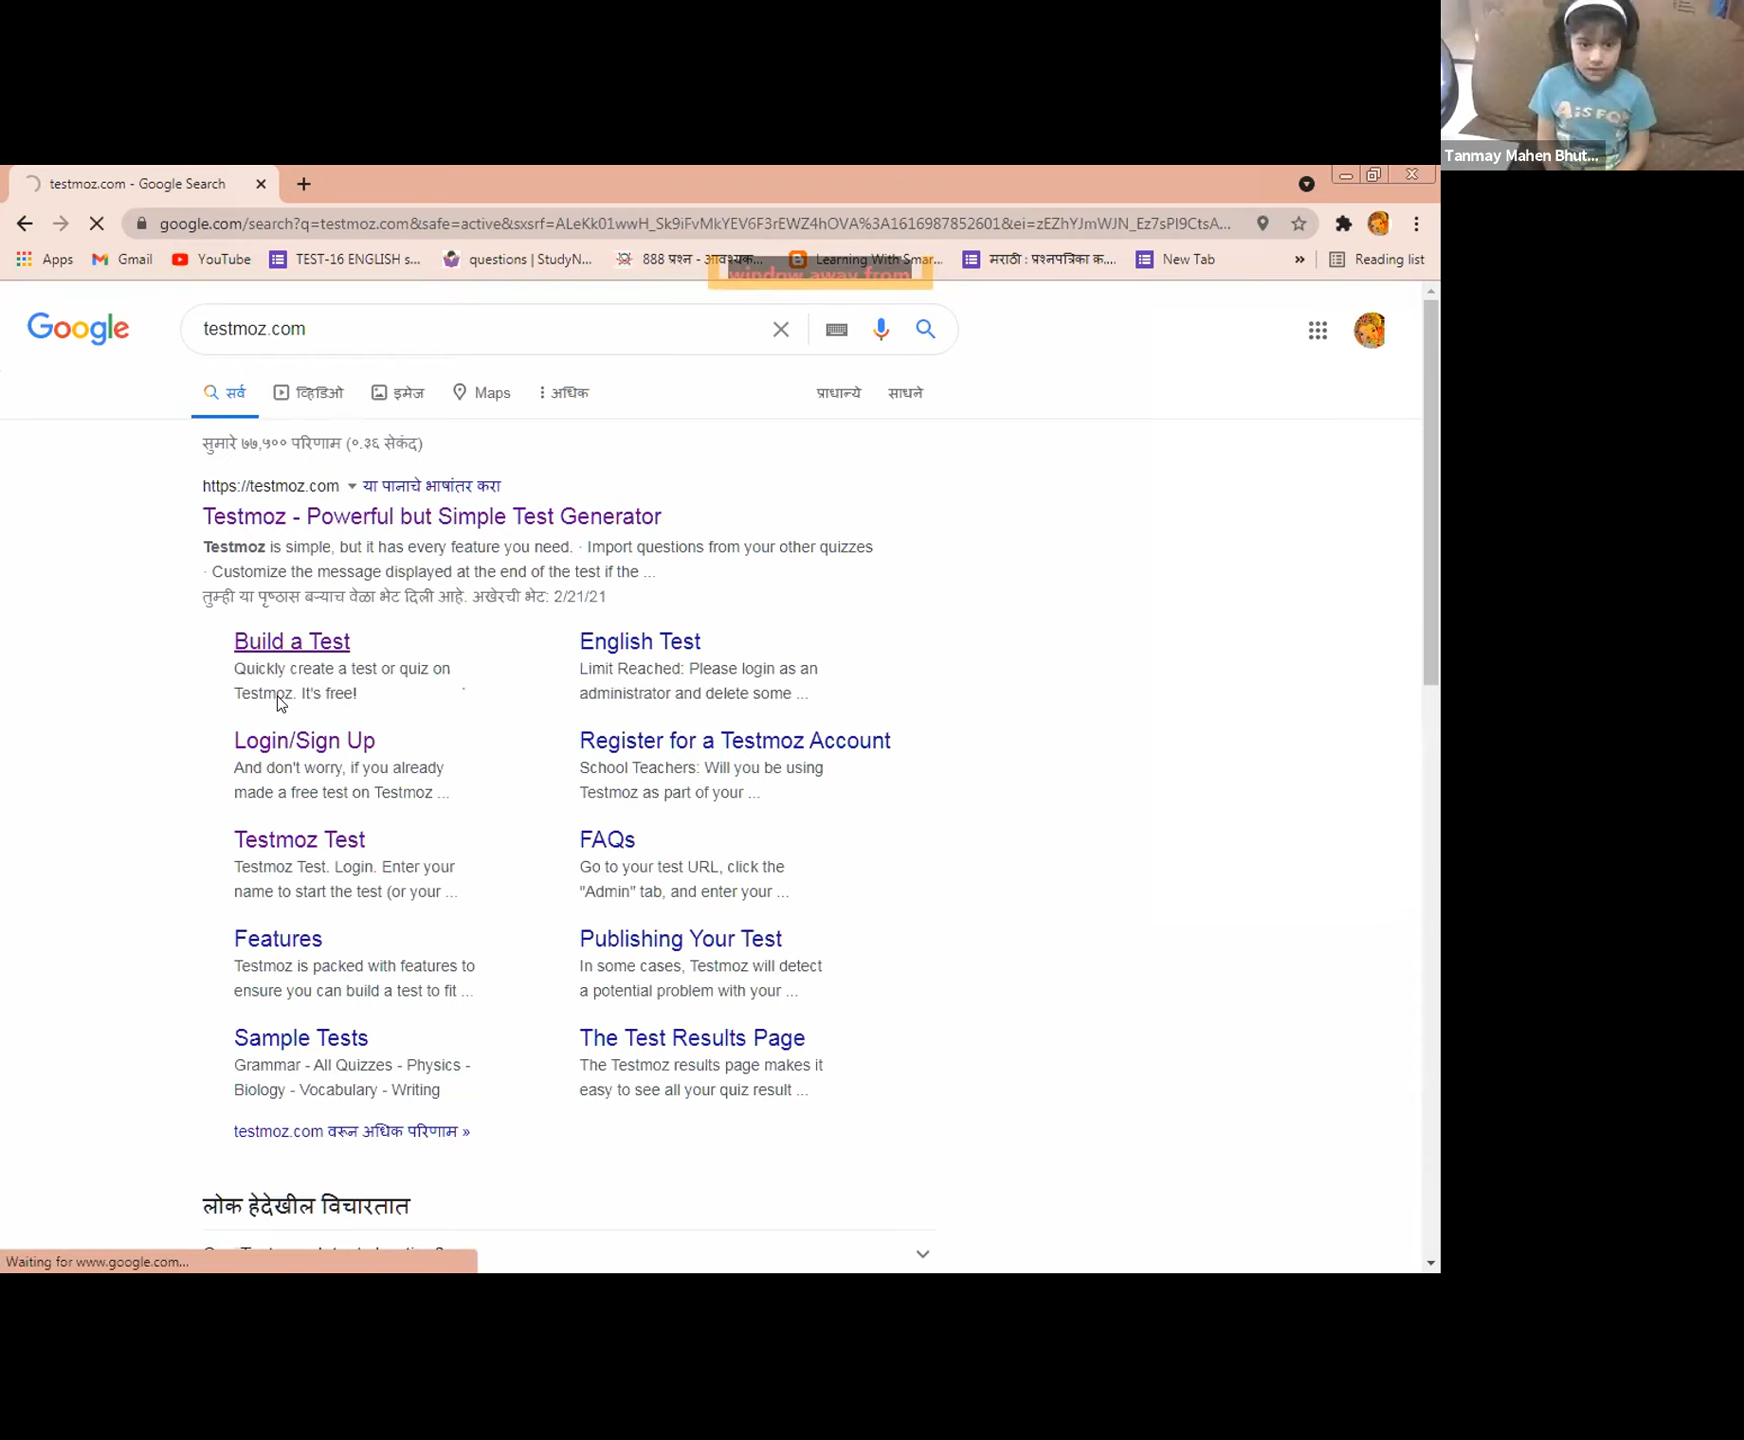 AiSFO
Tanmay Mahen Bhut...
testmoz.com - Google Search
google.com/search?q=testmoz.com&safe=active&sxsrf=ALeKk01wwH_Sk9iFvMkYEV6F3rEWZ4hOVA%3A1616987852601&ei=zEZhYJmWJN_Ez7sPI9CtsA...
Apps Gmail YouTube TEST-16 ENGLISH s... questions | StudyN... 888 प्रश्न - आवश्यक... Learning With Smar... मराठी : प्रश्नपत्रिका क.... New Tab » Reading list
window away from
Google testmoz.com
सर्व व्हिडिओ इमेज Maps अधिक प्राधान्ये साधने
सुमारे ७७,५०० परिणाम (०.३६ सेकंद)
https://testmoz.com या पानाचे भाषांतर करा
Testmoz - Powerful but Simple Test Generator
Testmoz is simple, but it has every feature you need. · Import questions from your other quizzes
· Customize the message displayed at the end of the test if the ...
तुम्ही या पृष्ठास बऱ्याच वेळा भेट दिली आहे. अखेरची भेट: 2/21/21
Build a Test
Quickly create a test or quiz on
Testmoz. It's free!
English Test
Limit Reached: Please login as an
administrator and delete some ...
Login/Sign Up
And don't worry, if you already
made a free test on Testmoz ...
Register for a Testmoz Account
School Teachers: Will you be using
Testmoz as part of your ...
Testmoz Test
Testmoz Test. Login. Enter your
name to start the test (or your ...
FAQs
Go to your test URL, click the
"Admin" tab, and enter your ...
Features
Testmoz is packed with features to
ensure you can build a test to fit ...
Publishing Your Test
In some cases, Testmoz will detect
a potential problem with your ...
Sample Tests
Grammar - All Quizzes - Physics -
Biology - Vocabulary - Writing
The Test Results Page
The Testmoz results page makes it
easy to see all your quiz result ...
testmoz.com वरून अधिक परिणाम »
लोक हेदेखील विचारतात
Waiting for www.google.com...